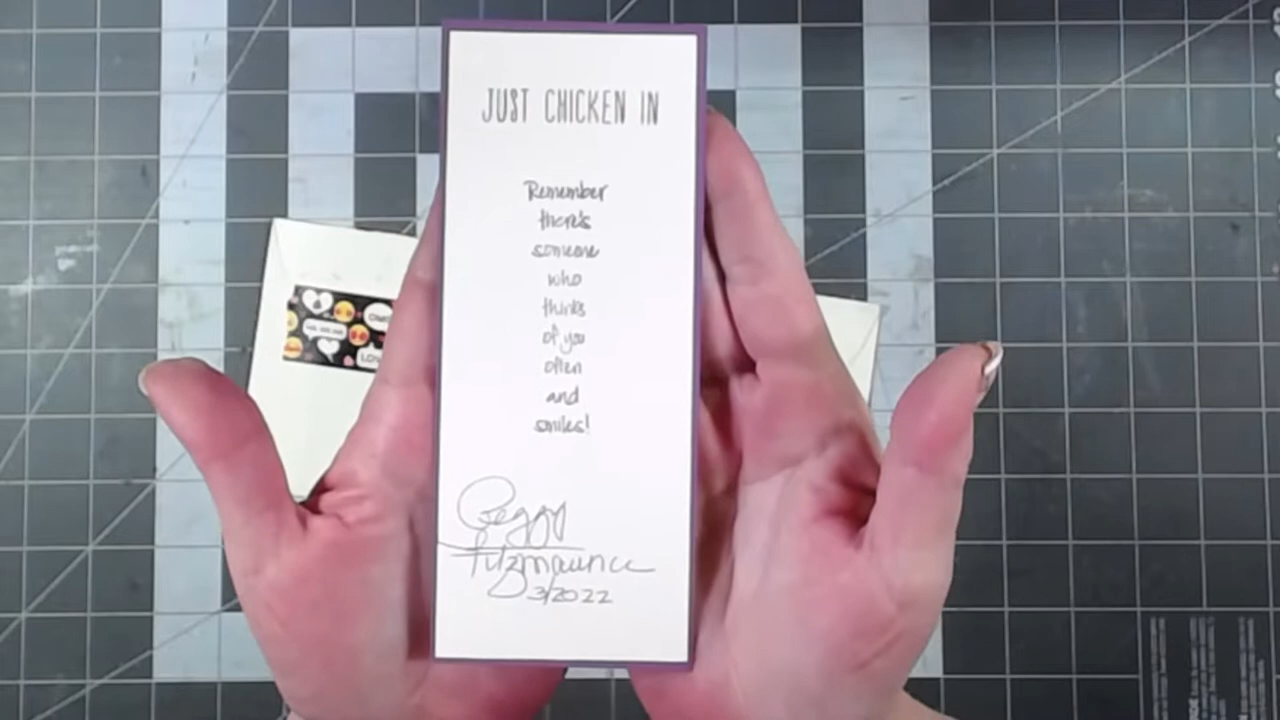 JUST CHICKEN IN
Remember
there's
someone
who
thinks
of you
often
and
smiles!
Peggy
Fitzmaurice
3/2022